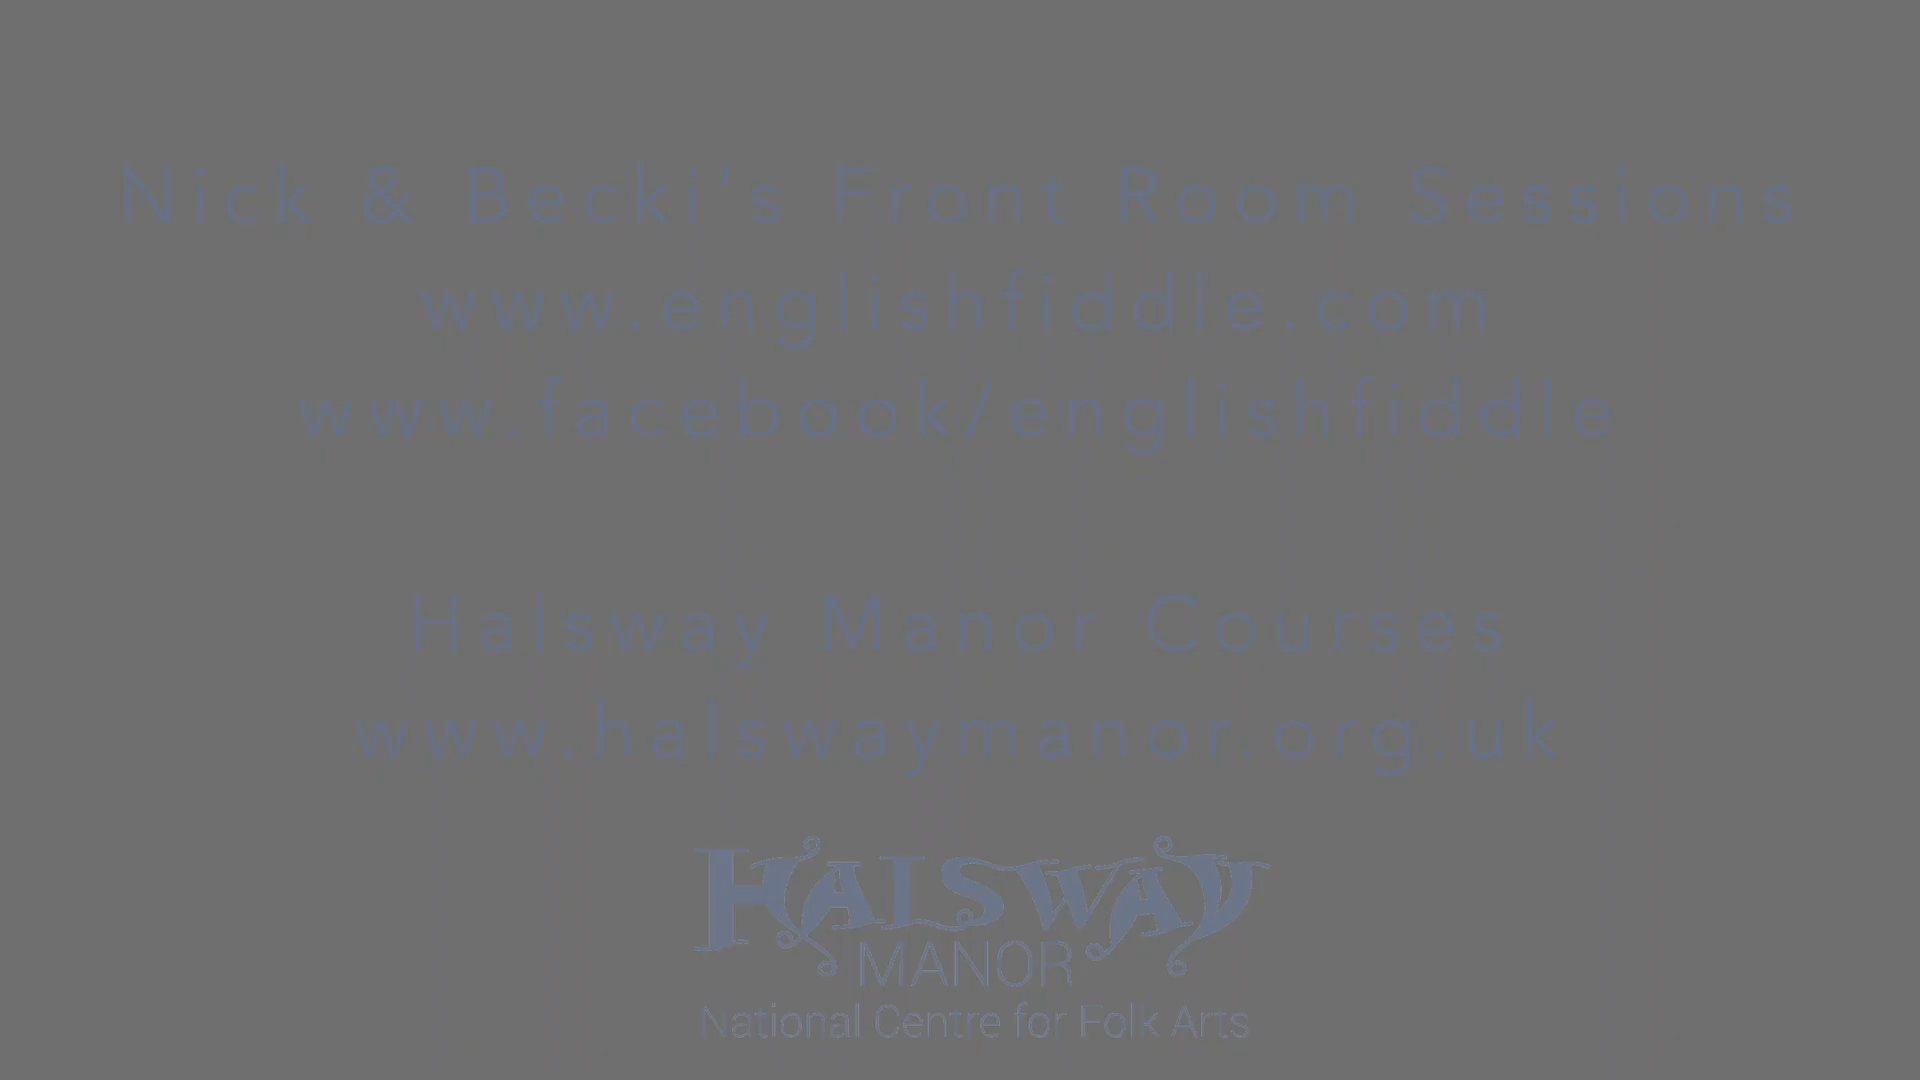 Nick & Becki's Front Room Sessions
www.englishfiddle.com
www.facebook/englishfiddle
Halsway Manor Courses
www.halswaymanor.org.uk
HALSWAY
MANOR
National Centre for Folk Arts